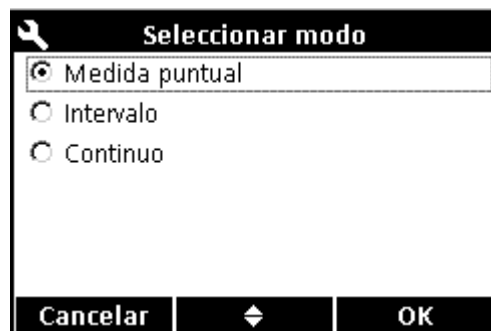 Seleccionar modo
Medida puntual
Intervalo
Continuo
Cancelar OK